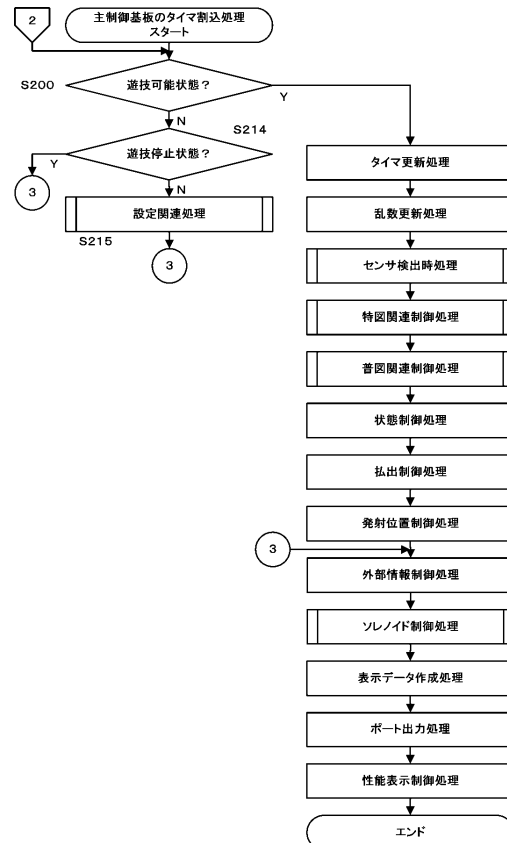 2
主制御基板のタイマ割込処理
スタート
S200
遊技可能状態?
Y
N
S214
遊技停止状態?
Y
N
3
設定関連処理
S215
3
タイマ更新処理
乱数更新処理
センサ検出時処理
特図関連制御処理
普図関連制御処理
状態制御処理
払出制御処理
発射位置制御処理
3
外部情報制御処理
ソレノイド制御処理
表示データ作成処理
ポート出力処理
性能表示制御処理
エンド